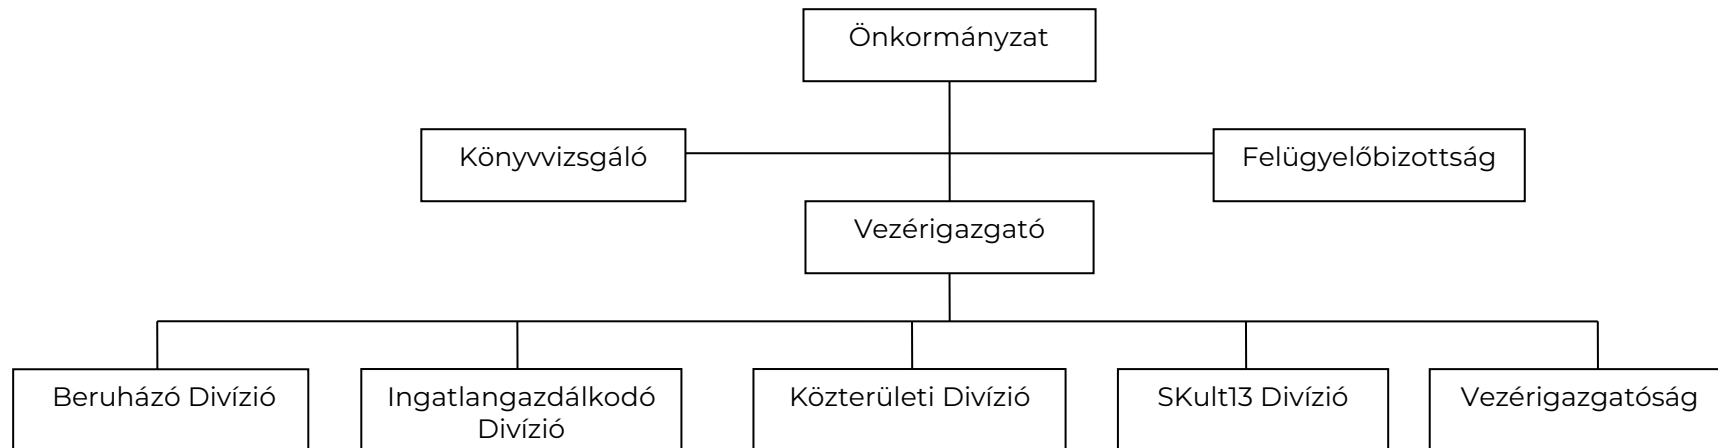 Önkormányzat
Könyvvizsgáló
Felügyelőbizottság
Vezérigazgató
Beruházó Divízió
Ingatlangazdálkodó
Divízió
Közterületi Divízió
SKult13 Divízió
Vezérigazgatóság